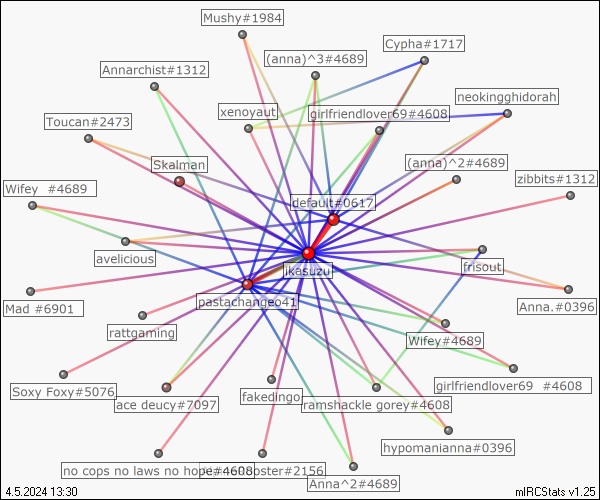 Mushy#1984
Cypha#1717
(anna)^3#4689
Annarchist#1312
neokingghidorah
xenoyaut
girlfriendlover69#4608
Toucan#2473
Skalman
(anna)^2#4689
zibbits#1312
Wifey   #4689
default#0617
avelicious
ikasuzu
frisout
pastachangeo41
Mad #6901
Anna.#0396
rattgaming
Wifey#4689
Soxy Foxy#5076
girlfriendlover69   #4608
ace deucy#7097
fakedingo
ramshackle gorey#4608
hypomanianna#0396
no cops no laws no hope#4608
#2156
Anna^2#4689
4.5.2024 13:30
mIRCStats v1.25